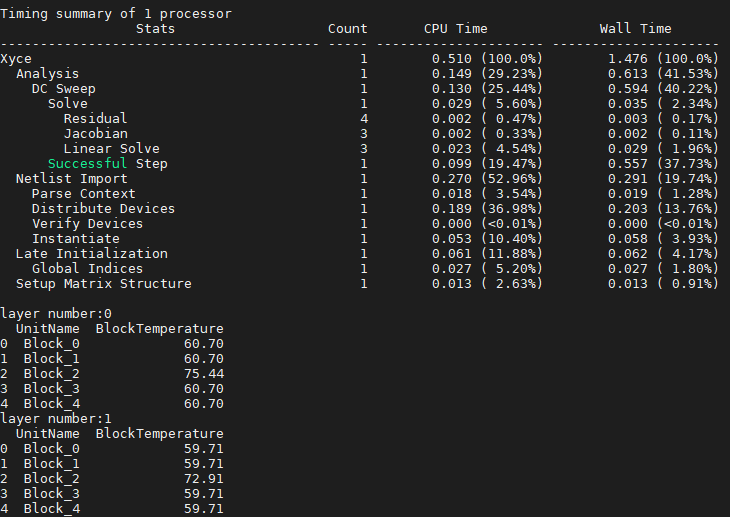 Timing summary of 1 processor
                 Stats                   Count       CPU Time              Wall Time
---------------------------------------- ----- --------------------- ---------------------
Xyce                                         1        0.510 (100.0%)        1.476 (100.0%)
  Analysis                                   1        0.149 (29.23%)        0.613 (41.53%)
    DC Sweep                                 1        0.130 (25.44%)        0.594 (40.22%)
      Solve                                  1        0.029 ( 5.60%)        0.035 ( 2.34%)
        Residual                             4        0.002 ( 0.47%)        0.003 ( 0.17%)
        Jacobian                             3        0.002 ( 0.33%)        0.002 ( 0.11%)
        Linear Solve                         3        0.023 ( 4.54%)        0.029 ( 1.96%)
      Successful Step                        1        0.099 (19.47%)        0.557 (37.73%)
  Netlist Import                             1        0.270 (52.96%)        0.291 (19.74%)
    Parse Context                            1        0.018 ( 3.54%)        0.019 ( 1.28%)
    Distribute Devices                       1        0.189 (36.98%)        0.203 (13.76%)
    Verify Devices                           1        0.000 (<0.01%)        0.000 (<0.01%)
    Instantiate                              1        0.053 (10.40%)        0.058 ( 3.93%)
  Late Initialization                        1        0.061 (11.88%)        0.062 ( 4.17%)
    Global Indices                           1        0.027 ( 5.20%)        0.027 ( 1.80%)
  Setup Matrix Structure                     1        0.013 ( 2.63%)        0.013 ( 0.91%)
layer number:0
  UnitName  BlockTemperature
0  Block_0             60.70
1  Block_1             60.70
2  Block_2             75.44
3  Block_3             60.70
4  Block_4             60.70
layer number:1
  UnitName  BlockTemperature
0  Block_0             59.71
1  Block_1             59.71
2  Block_2             72.91
3  Block_3             59.71
4  Block_4             59.71